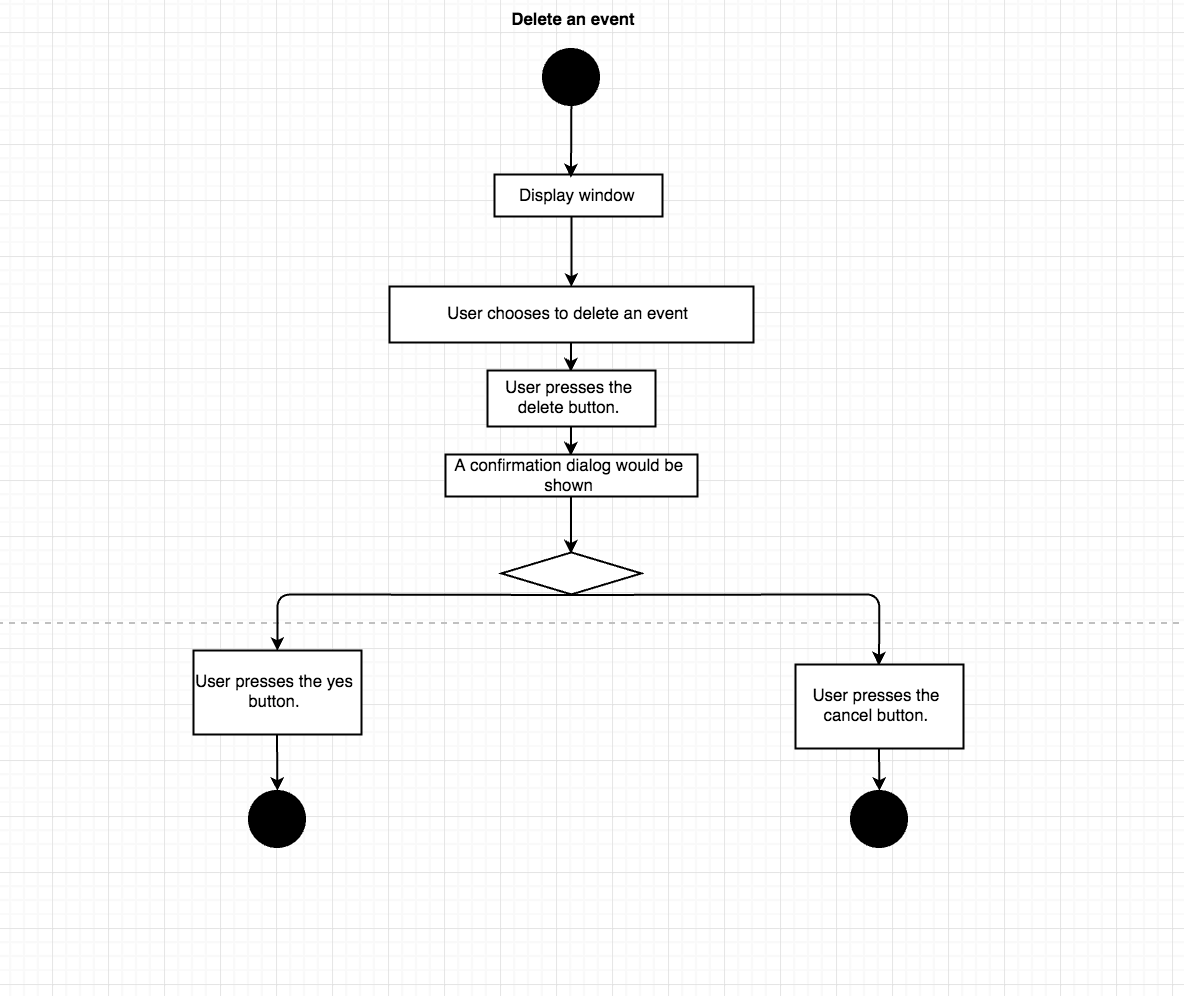 Delete an event
Display window
User chooses to delete an event
User presses the
delete button.
A confirmation dialog would be
shown
User presses the yes
button.
User presses the
cancel button.